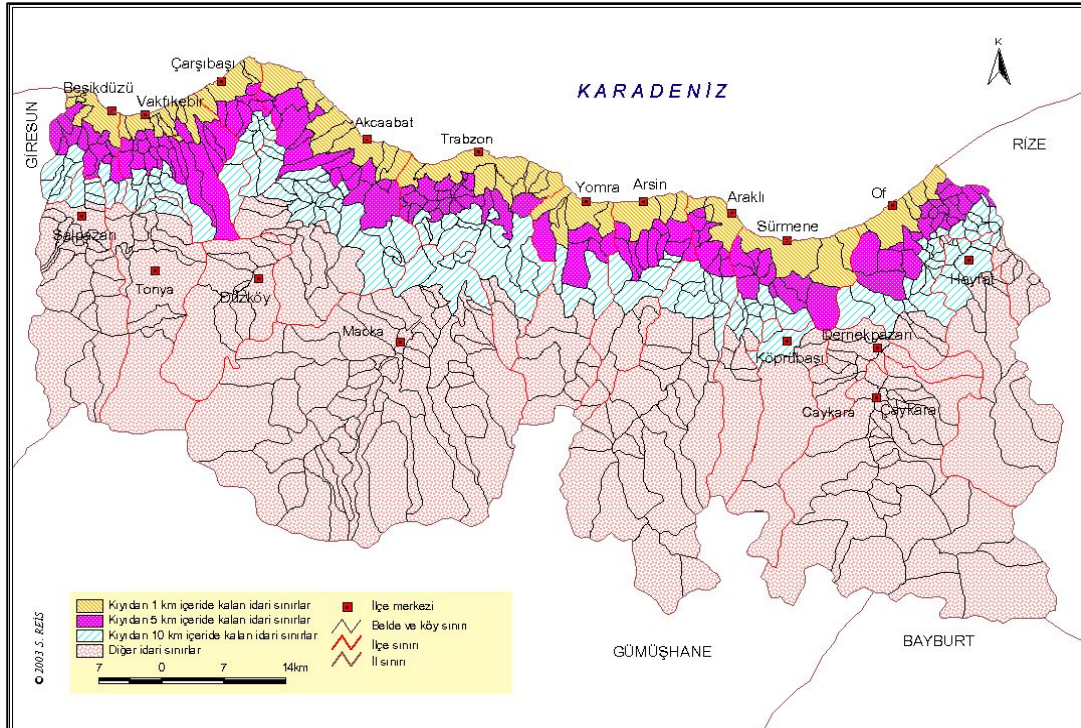 K
KARADENİZ
Çarşıbaşı
Beşikdüzü
Vakfıkebir
Akcaabat
Trabzon
GİRESUN
RİZE
Yomra
Arsin
Araklı
Of
Sürmene
Şalpazarı
Tonya
Düzköy
Hayrat
Macka
Dernekpazarı
Köprübaşı
Caykara
Çaykara
Kıyıdan 1 km içeride kalan idari sınırlar
Kıyıdan 5 km içeride kalan idari sınırlar
Kıyıdan 10 km içeride kalan idari sınırlar
Diğer idari sınırlar
7 0 7 14km
İlçe merkezi
Belde ve köy sınırı
İlçe sınırı
İl sınırı
© 2003 S. REİS
GÜMÜŞHANE
BAYBURT